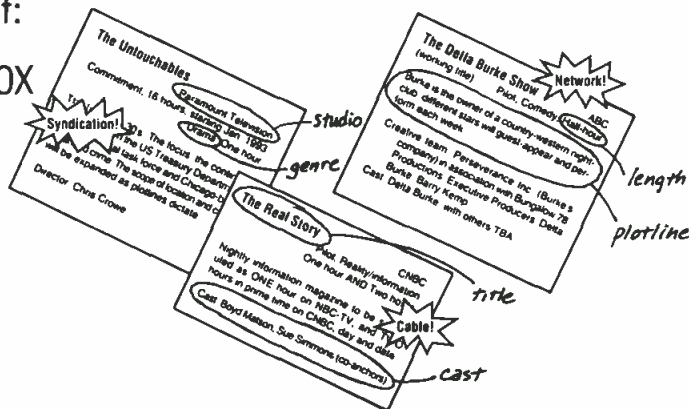 f:
OX
The Untouchables
Commitment, 16 hours, starting Jan 1993
Paramount Television
Drama One hour
Syndication!
30s The focus the
the US Treasury
task force and Chicago
crime The scope of location and
be expanded as plotlines dictate
Director Chris Crowe
studio
genre
The Delta Burke Show
(working title)
Network!
ABC
Pilot, Comedy, Half-hour
Burke is the owner of a country-western night-
club different stars will guest-appear and per-
form each week
Creative team Perseverance Inc (Burke s
company) in association with Bungalow 78
Productions Executive Producers Delta
Burke Barry Kemp
Cast Delta Burke with others TBA
length
plotline
The Real Story
CNBC
Pilot Reality/information
One hour AND Two
Nightly information magazine to be
uled as ONE hour on NBC-TV, and
hours in prime time on CNBC, day and date
Cable!
Cast Boyd Matson, Sue Simmons (co-anchors)
title
cast